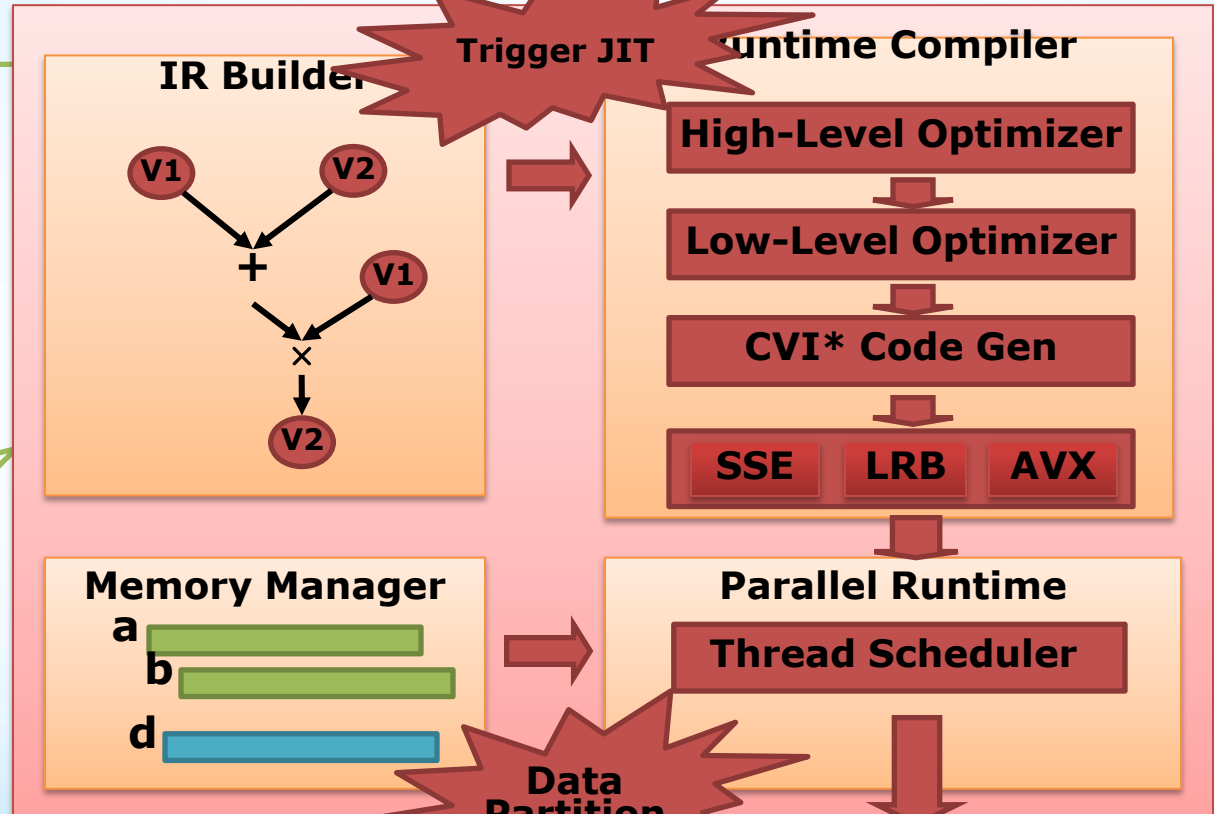 Trigger JIT
IR Builder
untime Compiler
V1
V2
+
V1
×
V2
High-Level Optimizer
Low-Level Optimizer
CVI* Code Gen
SSE LRB AVX
Memory Manager
a
b
d
Parallel Runtime
Thread Scheduler
Data
Partition